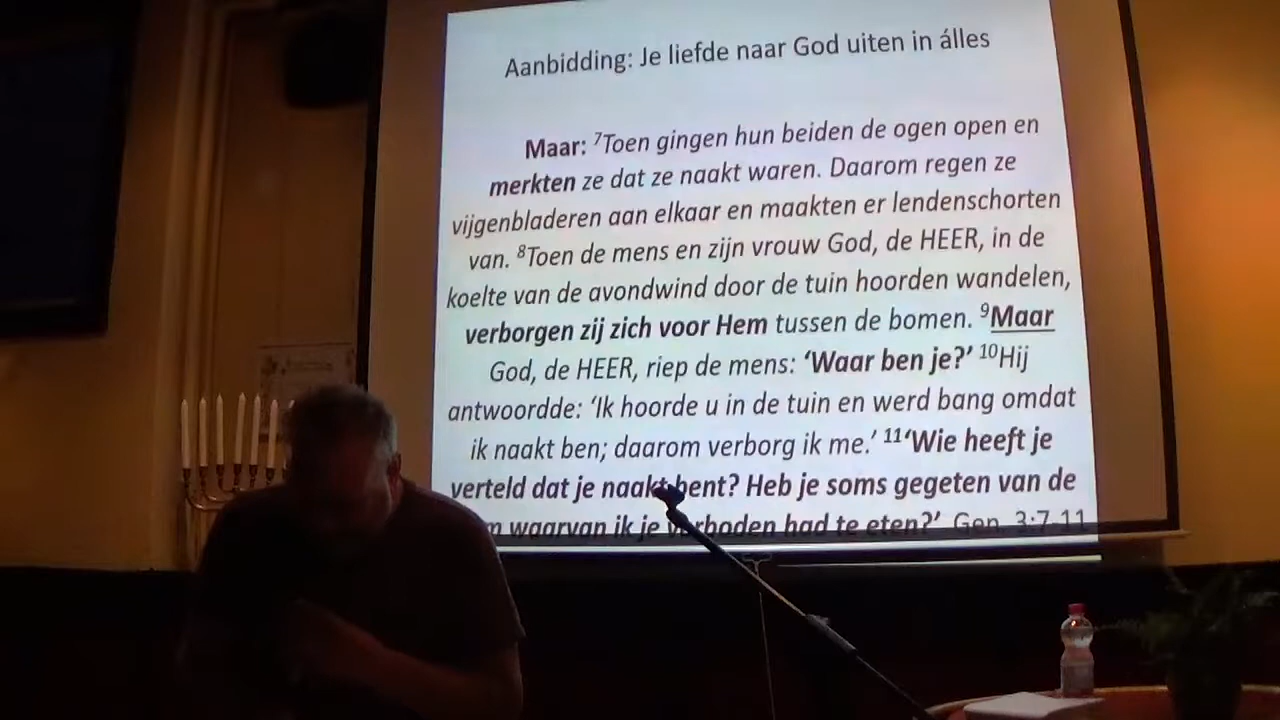 Aanbidding: Je liefde naar God uiten in álles
Maar: ⁷Toen gingen hun beiden de ogen open en
merkten ze dat ze naakt waren. Daarom regen ze
vijgenbladeren aan elkaar en maakten er lendenschorten
van. ⁸Toen de mens en zijn vrouw God, de HEER, in de
koelte van de avondwind door de tuin hoorden wandelen,
verborgen zij zich voor Hem tussen de bomen. ⁹Maar
God, de HEER, riep de mens: ‘Waar ben je?’ ¹⁰Hij
antwoordde: ‘Ik hoorde u in de tuin en werd bang omdat
ik naakt ben; daarom verborg ik me.’ ¹¹‘Wie heeft je
verteld dat je naakt bent? Heb je soms gegeten van de
waarvan ik je verboden had te eten?’ Gen. 3:7-11